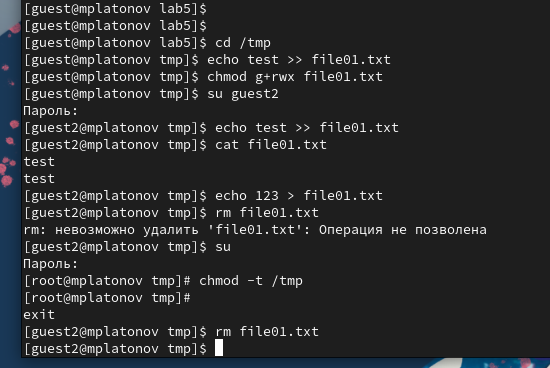 [guest@mplatonov lab5]$
[guest@mplatonov lab5]$
[guest@mplatonov lab5]$ cd /tmp
[guest@mplatonov tmp]$ echo test >> file01.txt
[guest@mplatonov tmp]$ chmod g+rwx file01.txt
[guest@mplatonov tmp]$ su guest2
Пароль:
[guest2@mplatonov tmp]$ echo test >> file01.txt
[guest2@mplatonov tmp]$ cat file01.txt
test
test
[guest2@mplatonov tmp]$ echo 123 > file01.txt
[guest2@mplatonov tmp]$ rm file01.txt
rm: невозможно удалить 'file01.txt': Операция не позволена
[guest2@mplatonov tmp]$ su
Пароль:
[root@mplatonov tmp]# chmod -t /tmp
[root@mplatonov tmp]#
exit
[guest2@mplatonov tmp]$ rm file01.txt
[guest2@mplatonov tmp]$